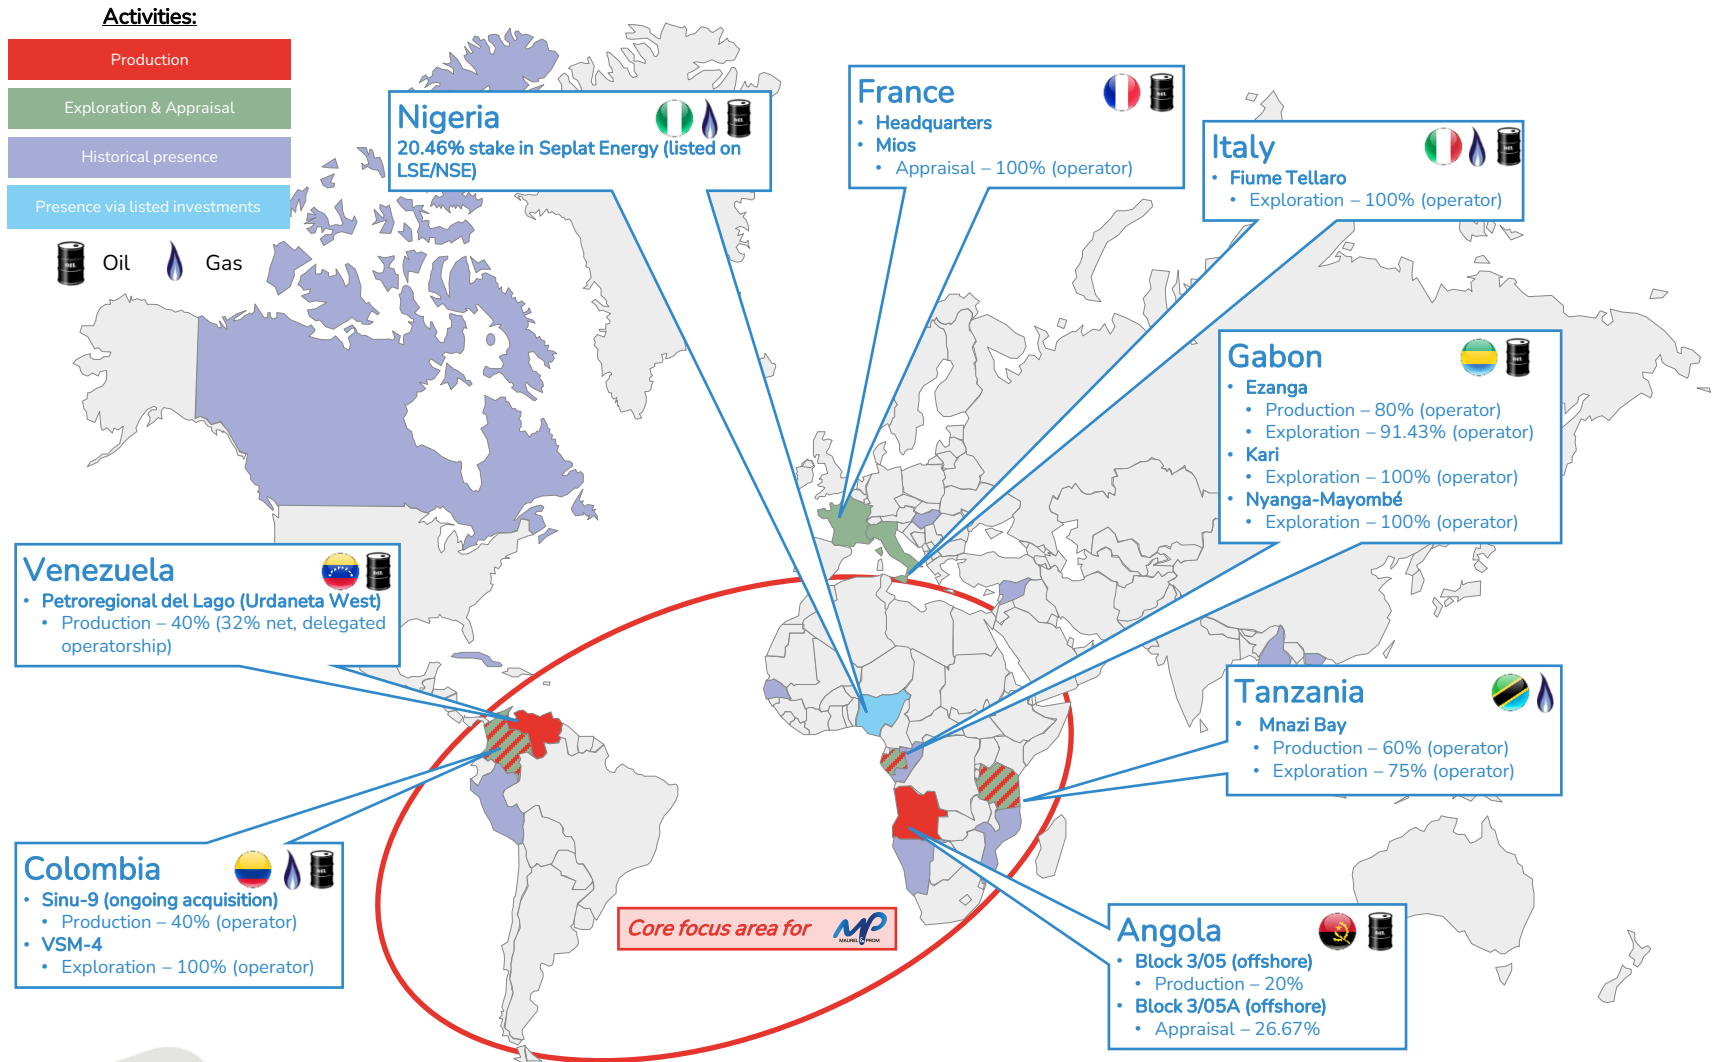 Activities:
Production
Exploration & Appraisal
Historical presence
Presence via listed investments
Oil
Gas
Nigeria
20.46% stake in Seplat Energy (listed on
LSE/NSE)
France
• Headquarters
• Mios
• Appraisal – 100% (operator)
Italy
• Fiume Tellaro
• Exploration – 100% (operator)
Gabon
• Ezanga
• Production – 80% (operator)
• Exploration – 91.43% (operator)
• Kari
• Exploration – 100% (operator)
• Nyanga-Mayombé
• Exploration – 100% (operator)
Venezuela
• Petroregional del Lago (Urdaneta West)
• Production – 40% (32% net, delegated
operatorship)
Tanzania
• Mnazi Bay
• Production – 60% (operator)
• Exploration – 75% (operator)
Colombia
• Sinu-9 (ongoing acquisition)
• Production – 40% (operator)
• VSM-4
• Exploration – 100% (operator)
Core focus area for
MAUREL & PROM
Angola
• Block 3/05 (offshore)
• Production – 20%
• Block 3/05A (offshore)
• Appraisal – 26.67%